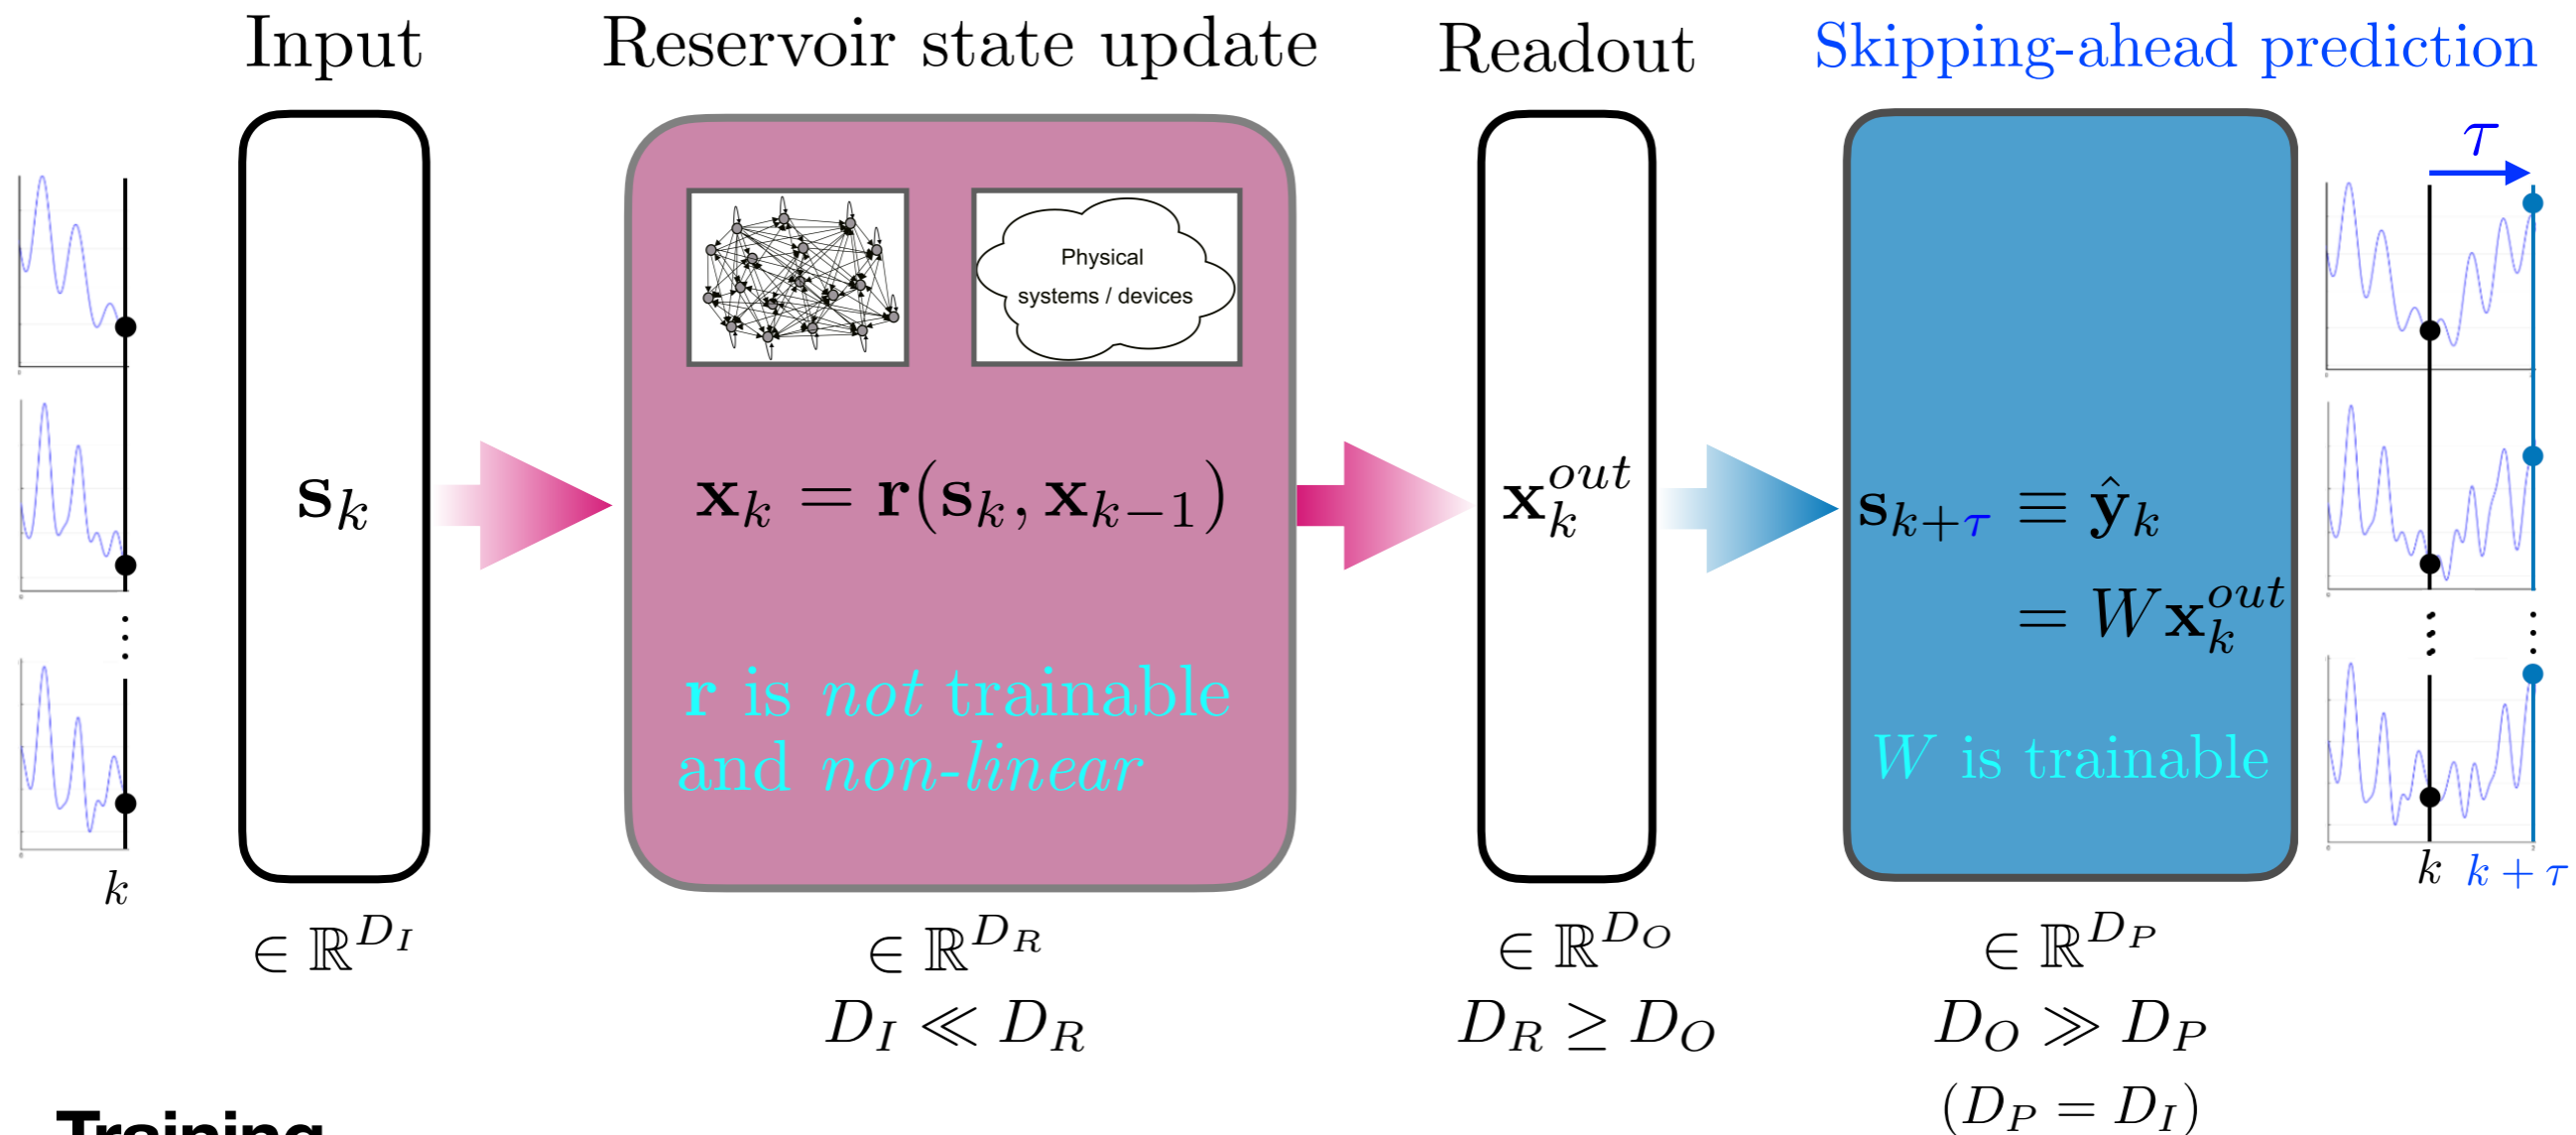 Input
Reservoir state update
Readout
Skipping-ahead prediction
τ
Physical
systems / devices
s_k
x_k = r(s_k, x_{k−1})
x_k^{out}
s_{k+τ} ≡ ŷ_k
= W x_k^{out}
r is not trainable
and non-linear
W is trainable
k
k
k + τ
∈ ℝ^{D_I}
∈ ℝ^{D_R}
∈ ℝ^{D_O}
∈ ℝ^{D_P}
D_I ≪ D_R
D_R ≥ D_O
D_O ≫ D_P
(D_P = D_I)
Training